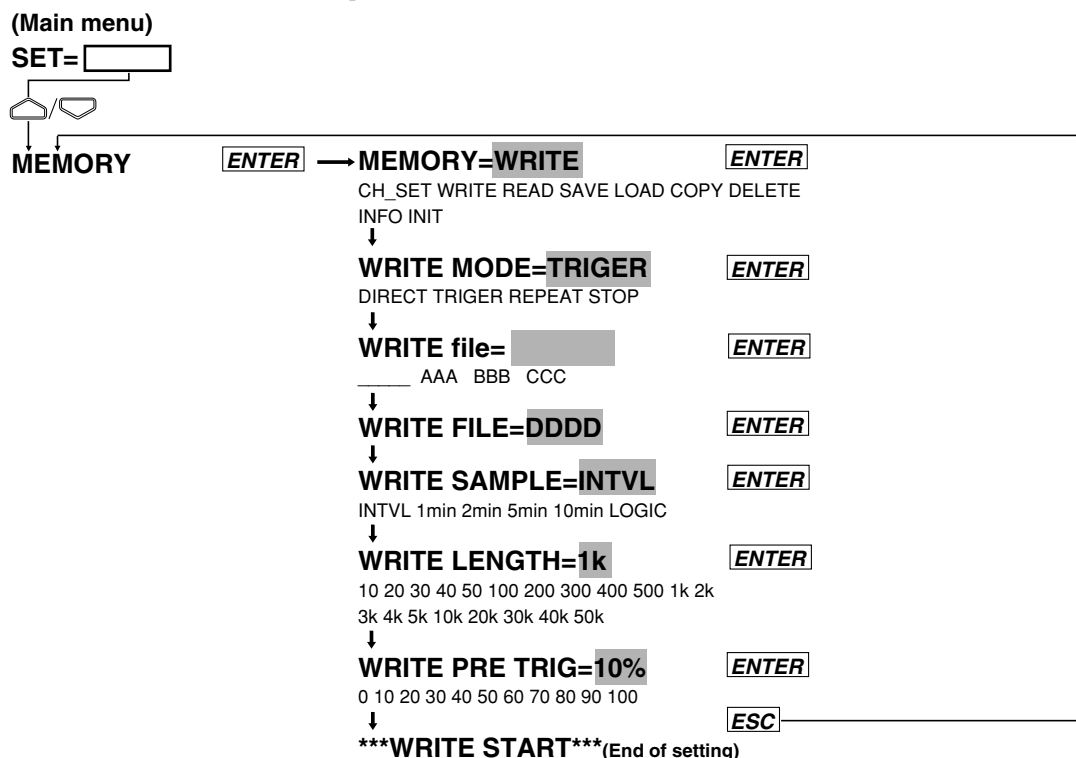 (Main menu)
SET=
/
MEMORY ENTER MEMORY=WRITE ENTER
CH_SET WRITE READ SAVE LOAD COPY DELETE
INFO INIT
WRITE MODE=TRIGER ENTER
DIRECT TRIGER REPEAT STOP
WRITE file= ENTER
_____ AAA BBB CCC
WRITE FILE=DDDD ENTER
WRITE SAMPLE=INTVL ENTER
INTVL 1min 2min 5min 10min LOGIC
WRITE LENGTH=1k ENTER
10 20 30 40 50 100 200 300 400 500 1k 2k
3k 4k 5k 10k 20k 30k 40k 50k
WRITE PRE TRIG=10% ENTER
0 10 20 30 40 50 60 70 80 90 100
ESC
***WRITE START***(End of setting)